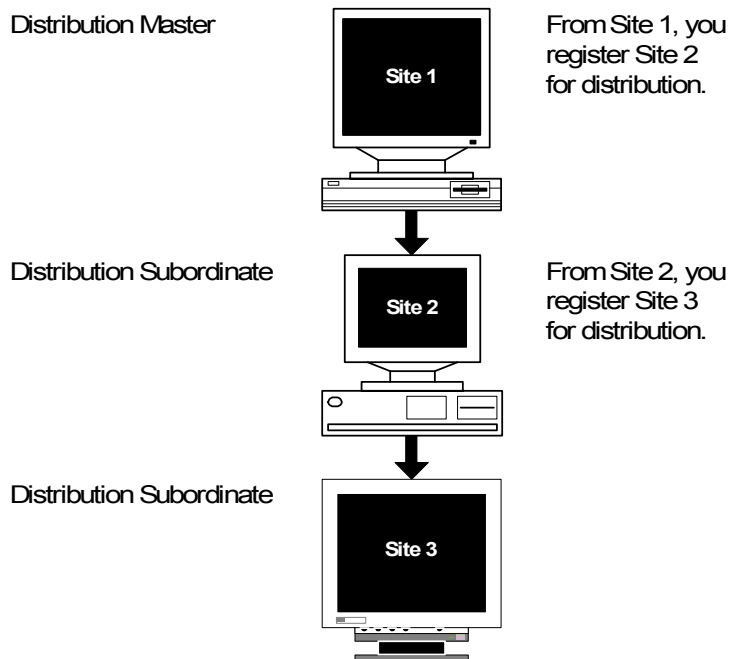 Distribution Master
Site 1
From Site 1, you
register Site 2
for distribution.
Distribution Subordinate
Site 2
From Site 2, you
register Site 3
for distribution.
Distribution Subordinate
Site 3